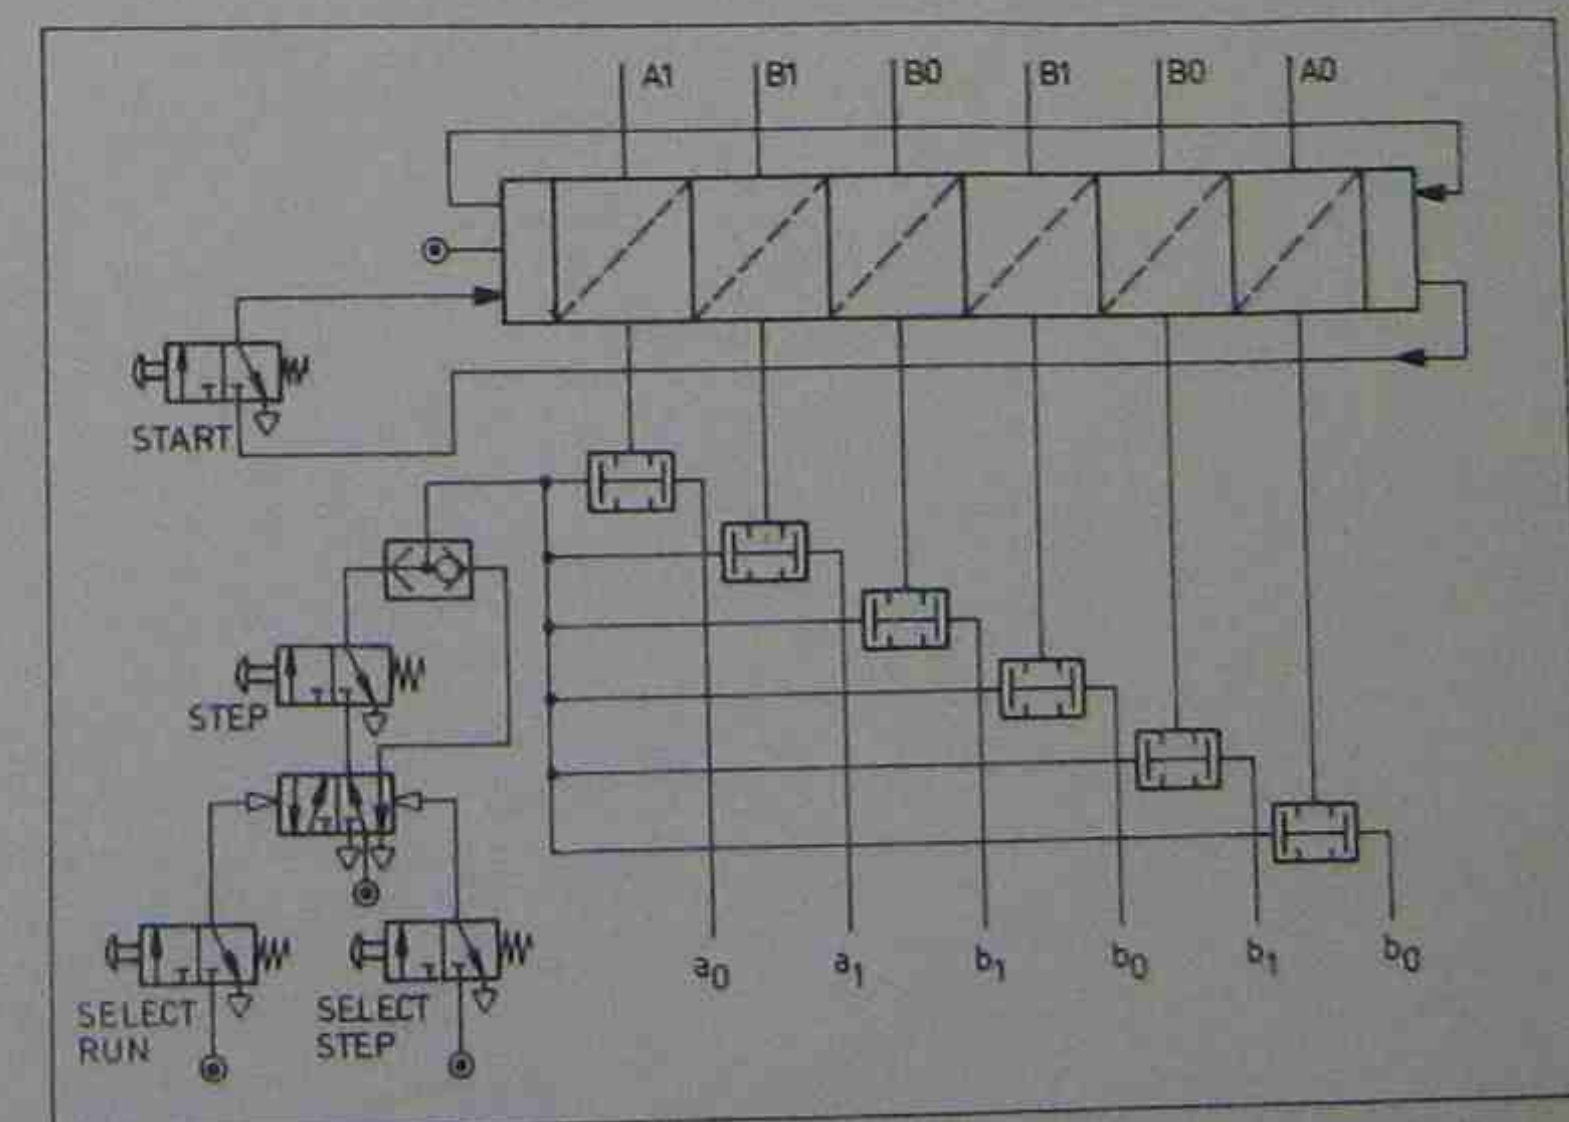 A1 B1 B0 B1 B0 A0
START
STEP
SELECT
RUN
SELECT
STEP
a0 a1 b1 b0 b1 b0